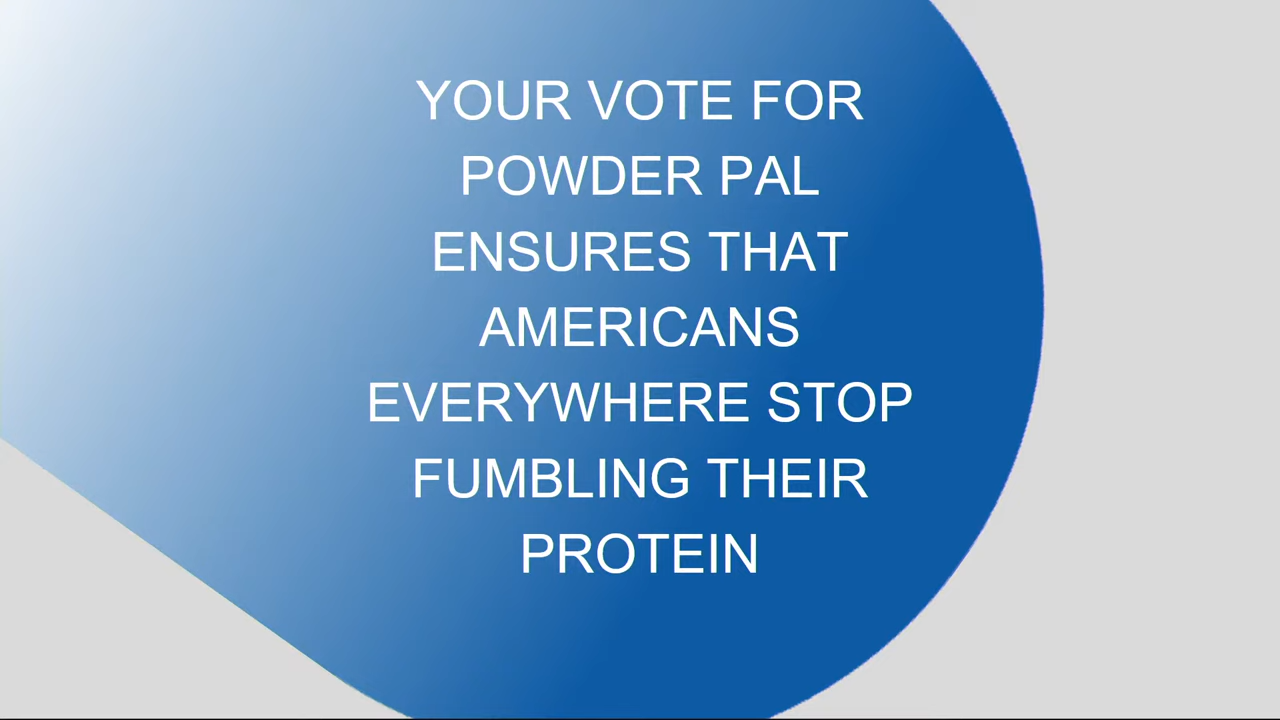 YOUR VOTE FOR
POWDER PAL
ENSURES THAT
AMERICANS
EVERYWHERE STOP
FUMBLING THEIR
PROTEIN